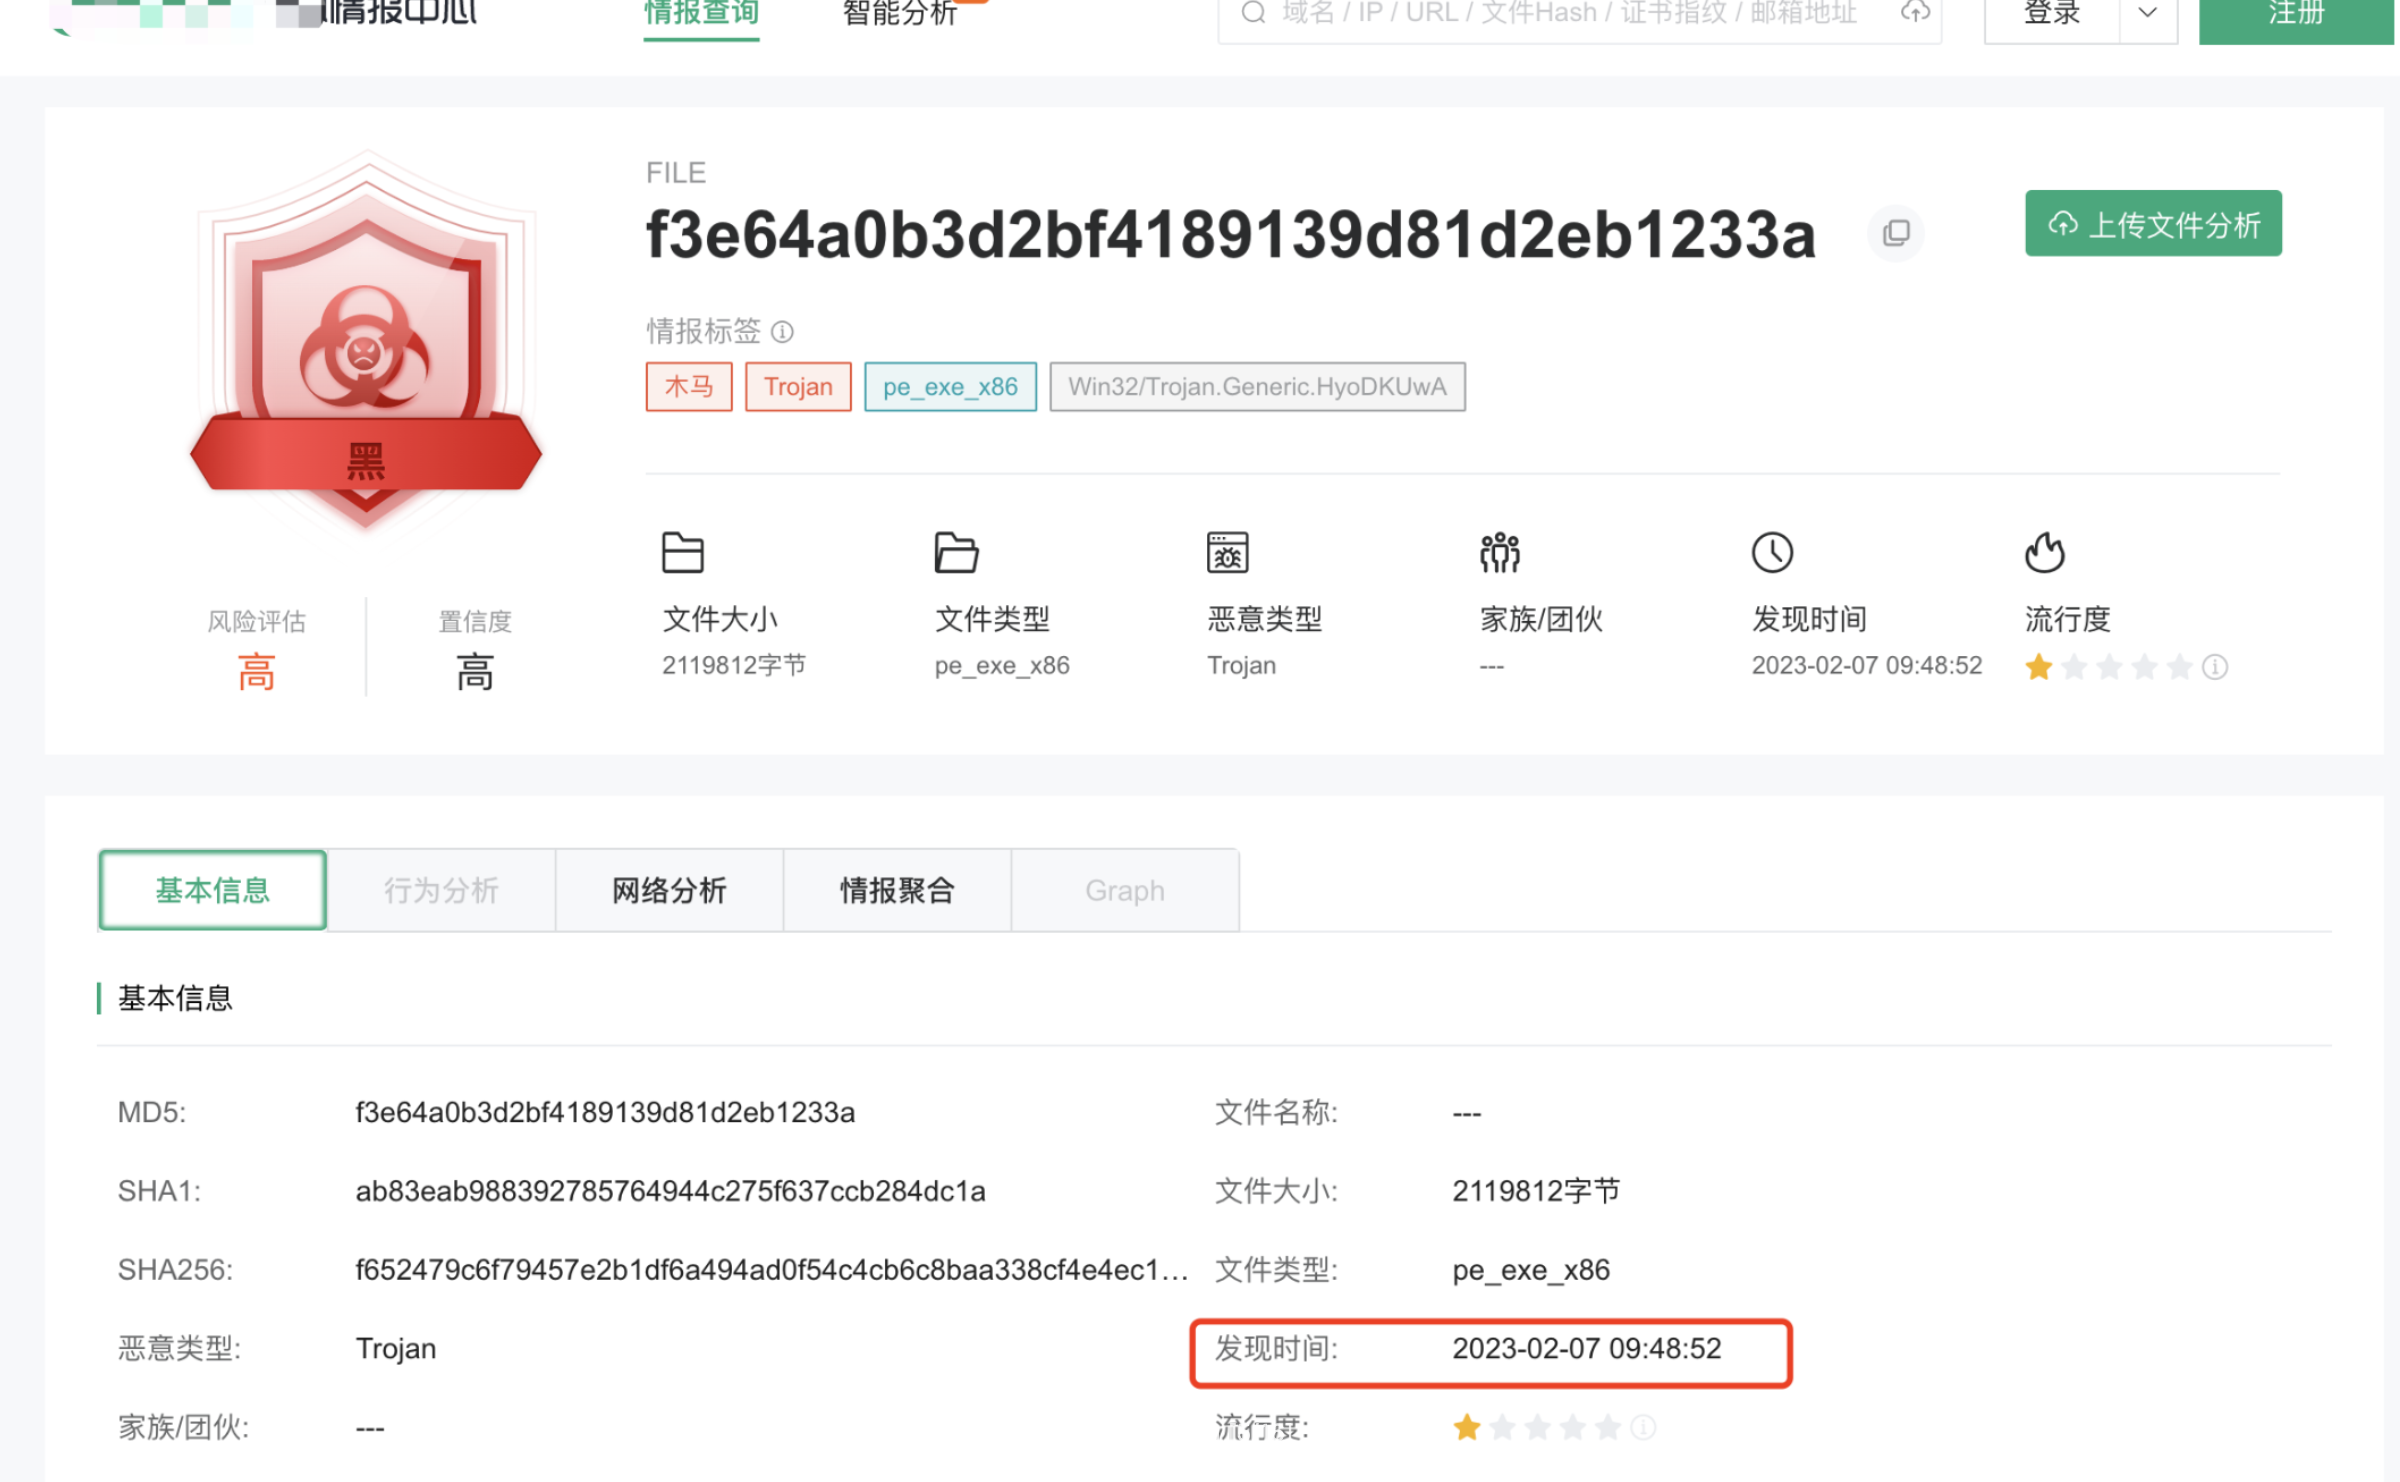 情报中心
情报查询
智能分析
域名 / IP / URL / 文件Hash / 证书指纹 / 邮箱地址
登录
注册
FILE
f3e64a0b3d2bf4189139d81d2eb1233a
上传文件分析
情报标签
木马
Trojan
pe_exe_x86
Win32/Trojan.Generic.HyoDKUwA
黑
风险评估
高
置信度
高
文件大小
2119812字节
文件类型
pe_exe_x86
恶意类型
Trojan
家族/团伙
---
发现时间
2023-02-07 09:48:52
流行度
基本信息
行为分析
网络分析
情报聚合
Graph
基本信息
MD5: f3e64a0b3d2bf4189139d81d2eb1233a
文件名称: ---
SHA1: ab83eab988392785764944c275f637ccb284dc1a
文件大小: 2119812字节
SHA256: f652479c6f79457e2b1df6a494ad0f54c4cb6c8baa338cf4e4ec1...
文件类型: pe_exe_x86
恶意类型: Trojan
发现时间: 2023-02-07 09:48:52
家族/团伙: ---
流行度: